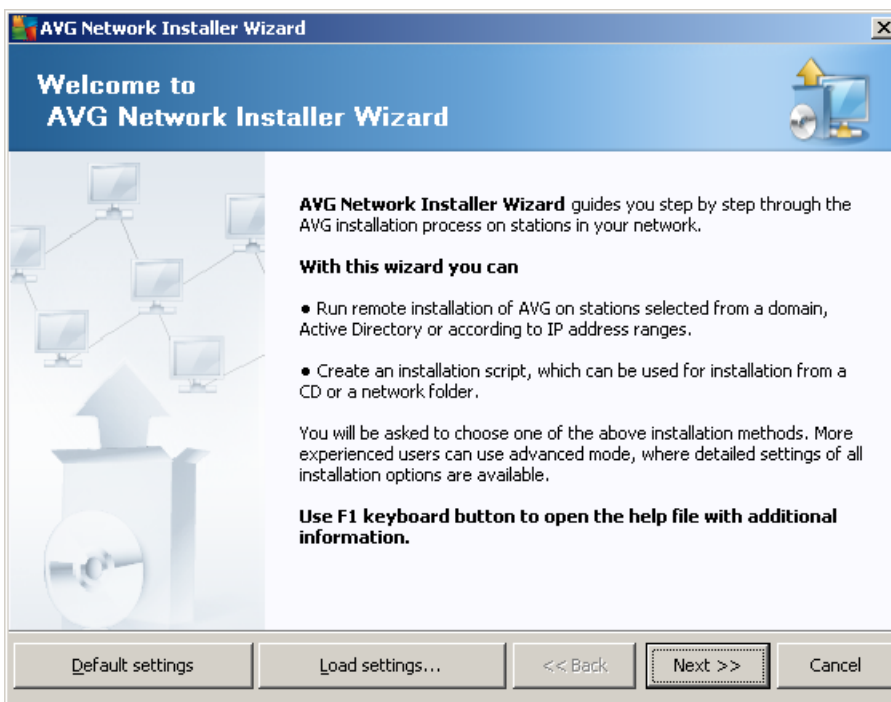 AVG Network Installer Wizard
Welcome to
AVG Network Installer Wizard
AVG Network Installer Wizard guides you step by step through the
AVG installation process on stations in your network.
With this wizard you can
● Run remote installation of AVG on stations selected from a domain,
Active Directory or according to IP address ranges.
● Create an installation script, which can be used for installation from a
CD or a network folder.
You will be asked to choose one of the above installation methods. More
experienced users can use advanced mode, where detailed settings of all
installation options are available.
Use F1 keyboard button to open the help file with additional
information.
Default settings
Load settings...
<< Back
Next >>
Cancel